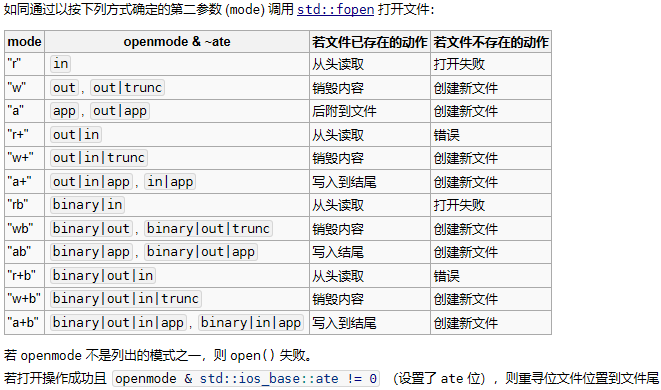 如同通过以按下列方式确定的第二参数 (mode) 调用 std::fopen 打开文件：
mode openmode & ~ate 若文件已存在的动作 若文件不存在的动作
"r" in 从头读取 打开失败
"w" out, out|trunc 销毁内容 创建新文件
"a" app, out|app 后附到文件 创建新文件
"r+" out|in 从头读取 错误
"w+" out|in|trunc 销毁内容 创建新文件
"a+" out|in|app, in|app 写入到结尾 创建新文件
"rb" binary|in 从头读取 打开失败
"wb" binary|out, binary|out|trunc 销毁内容 创建新文件
"ab" binary|app, binary|out|app 写入结尾 创建新文件
"r+b" binary|out|in 从头读取 错误
"w+b" binary|out|in|trunc 销毁内容 创建新文件
"a+b" binary|out|in|app, binary|in|app 写入到结尾 创建新文件
若 openmode 不是列出的模式之一，则 open() 失败。
若打开操作成功且 openmode & std::ios_base::ate != 0 （设置了 ate 位），则重寻位文件位置到文件尾